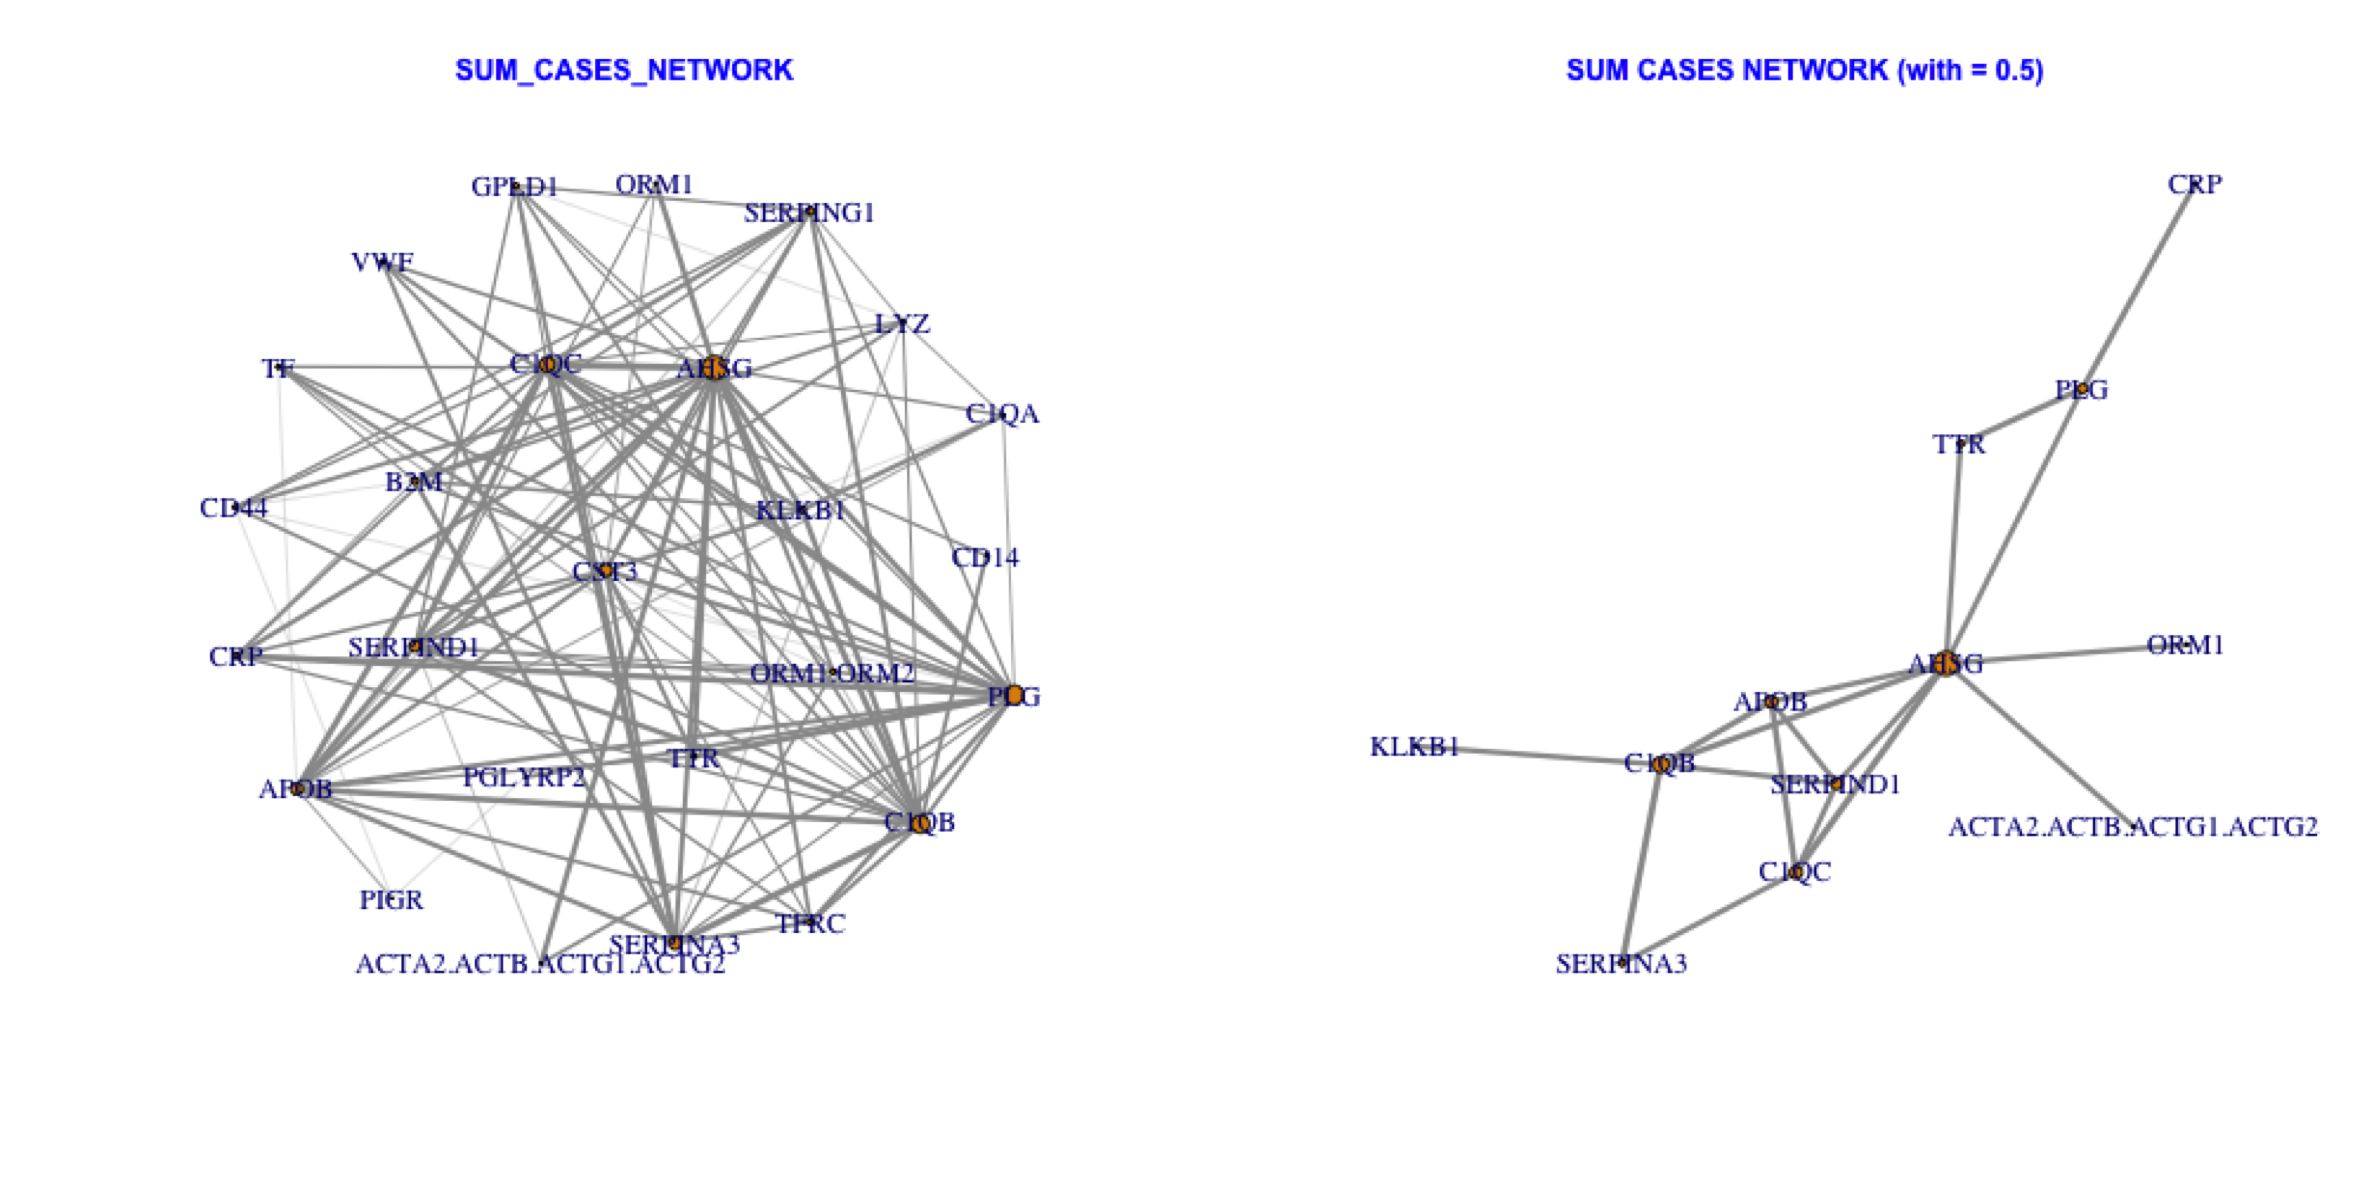 SUM_CASES_NETWORK
GPLD1
ORM1
SERPING1
VWF
LYZ
TF
C1QC
AHSG
C1QA
B2M
CD44
KLKB1
CD14
CST3
CRP
SERPIND1
ORM1.ORM2
PLG
TTR
PGLYRP2
APOB
C1QB
PIGR
TFRC
SERPINA3
ACTA2.ACTB.ACTG1.ACTG2
SUM CASES NETWORK (with = 0.5)
CRP
PLG
TTR
ORM1
AHSG
APOB
KLKB1
C1QB
SERPIND1
ACTA2.ACTB.ACTG1.ACTG2
C1QC
SERPINA3